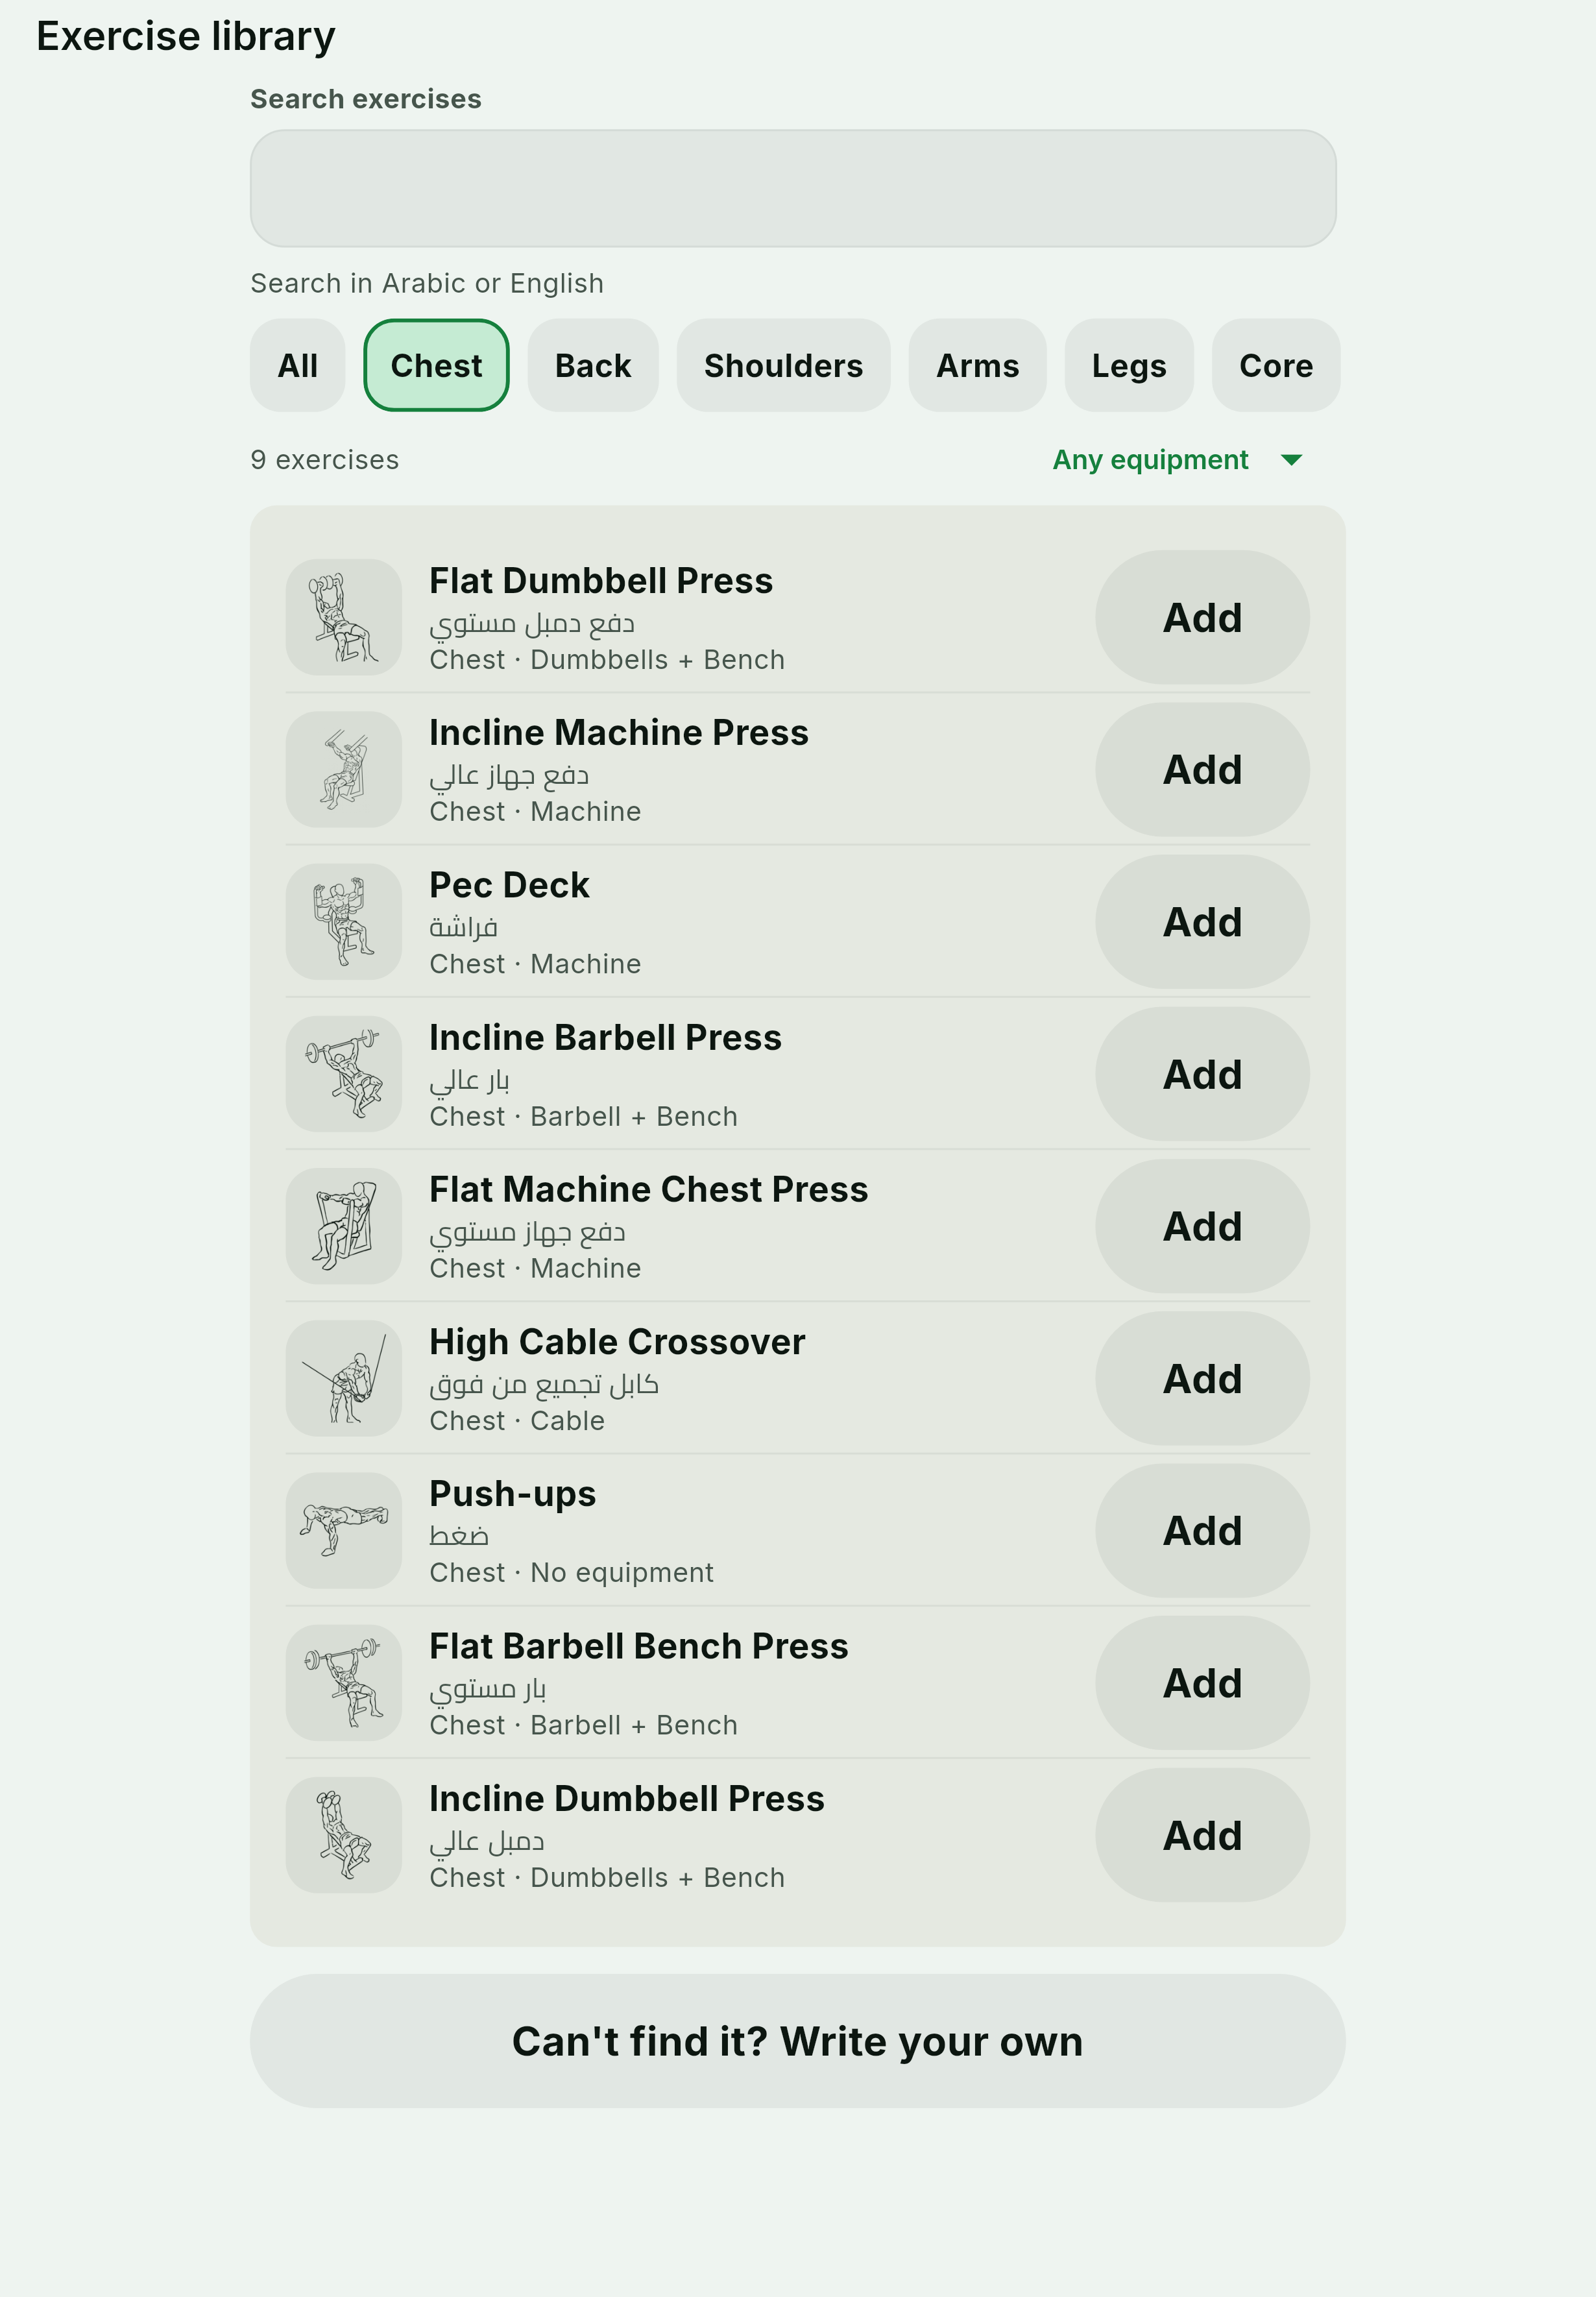 Exercise library
Search exercises
Search in Arabic or English
All Chest Back Shoulders Arms Legs Core
9 exercises Any equipment
Flat Dumbbell Press
دفع دمبل مستوي
Chest · Dumbbells + Bench
Add
Incline Machine Press
دفع جهاز عالي
Chest · Machine
Add
Pec Deck
فراشة
Chest · Machine
Add
Incline Barbell Press
بار عالي
Chest · Barbell + Bench
Add
Flat Machine Chest Press
دفع جهاز مستوي
Chest · Machine
Add
High Cable Crossover
كابل تجميع من فوق
Chest · Cable
Add
Push-ups
ضغط
Chest · No equipment
Add
Flat Barbell Bench Press
بار مستوي
Chest · Barbell + Bench
Add
Incline Dumbbell Press
دمبل عالي
Chest · Dumbbells + Bench
Add
Can't find it? Write your own